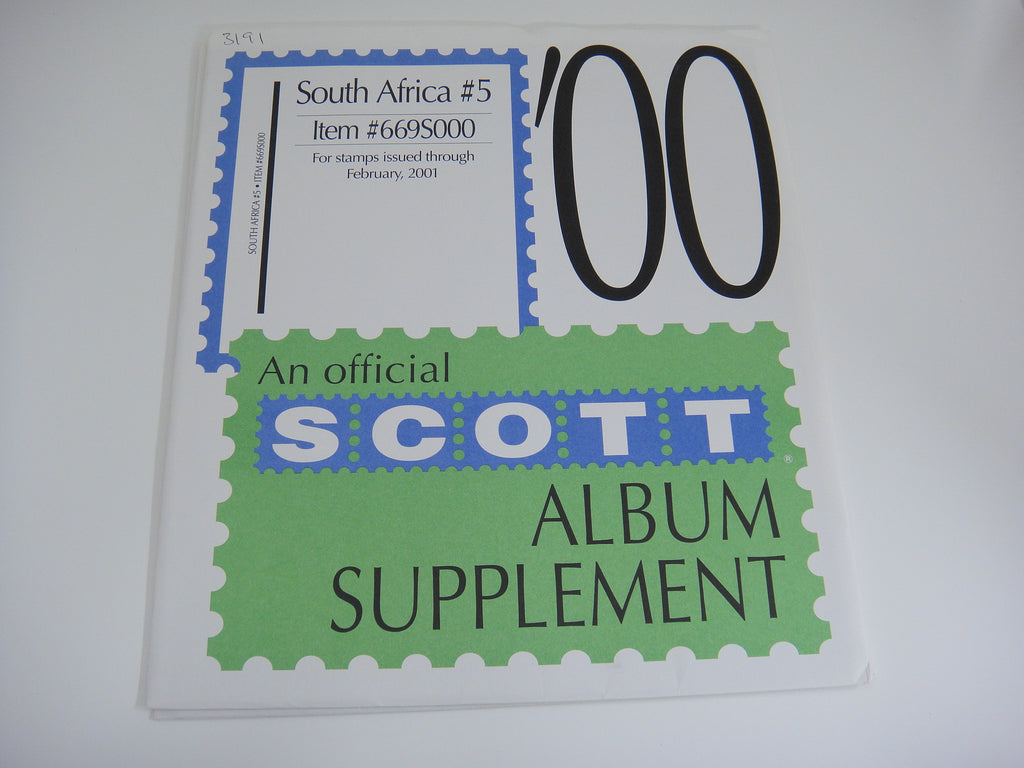 3191
South Africa #5
Item #669S000
For stamps issued through
February, 2001
SOUTH AFRICA #5 • ITEM #669S000
'00
An official
SCOTT
®
ALBUM
SUPPLEMENT